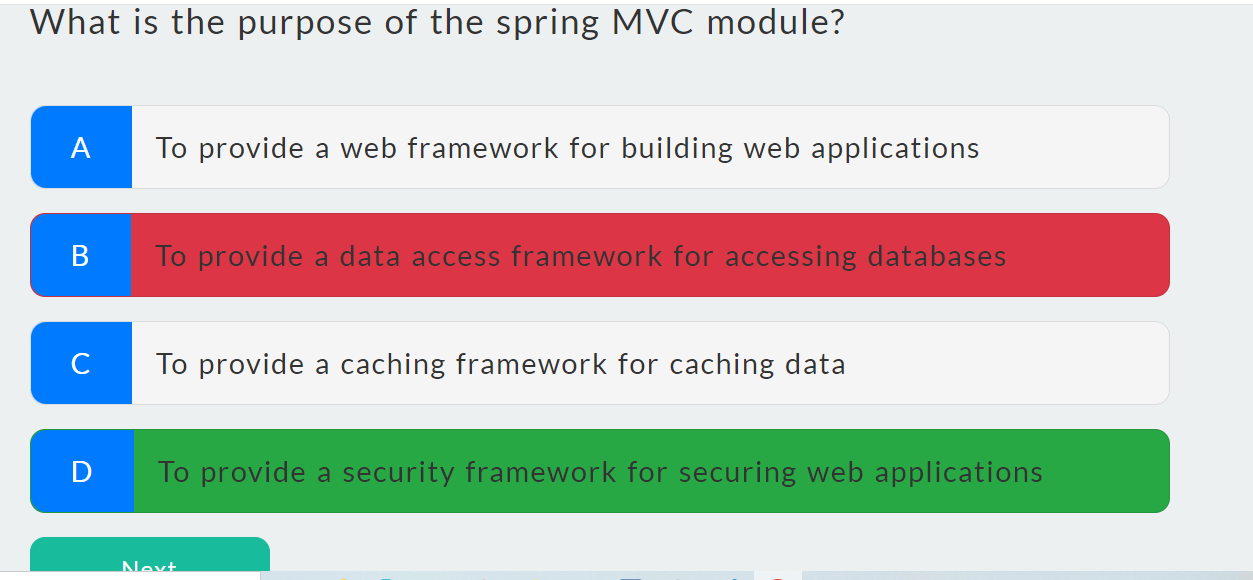 What is the purpose of the spring MVC module?
A To provide a web framework for building web applications
B To provide a data access framework for accessing databases
C To provide a caching framework for caching data
D To provide a security framework for securing web applications
Next